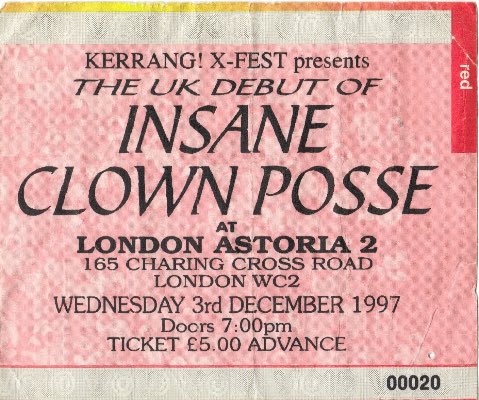 KERRANG! X-FEST presents
THE UK DEBUT OF
INSANE
CLOWN POSSE
AT
LONDON ASTORIA 2
165 CHARING CROSS ROAD
LONDON WC2
WEDNESDAY 3rd DECEMBER 1997
Doors 7:00pm
TICKET £5.00 ADVANCE
red
00020